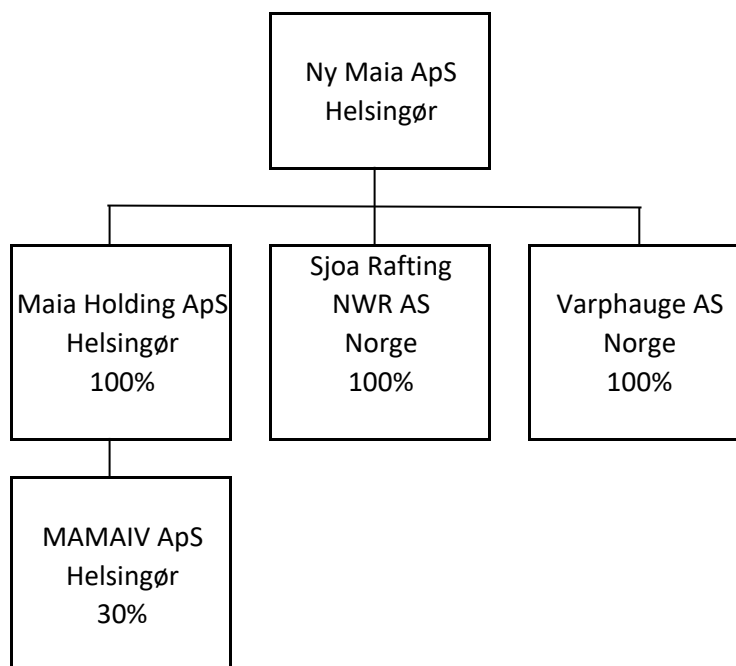 Ny Maia ApS
Helsingør
Maia Holding ApS
Helsingør
100%
Sjoa Rafting
NWR AS
Norge
100%
Varphauge AS
Norge
100%
MAMAIV ApS
Helsingør
30%